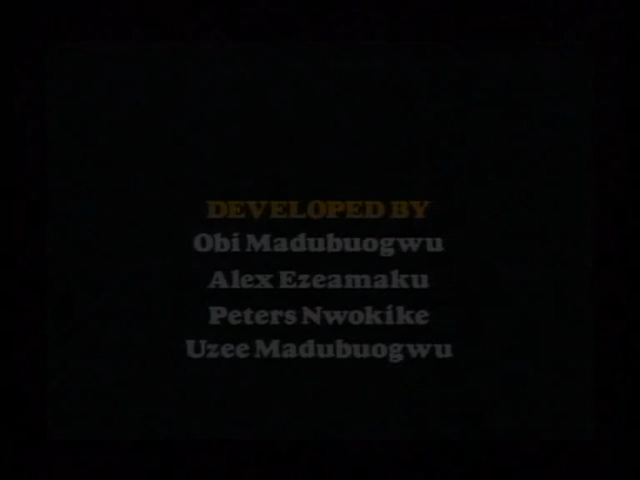 DEVELOPED BY
Obi Madubuogwu
Alex Ezeamaku
Peters Nwokike
Uzee Madubuogwu